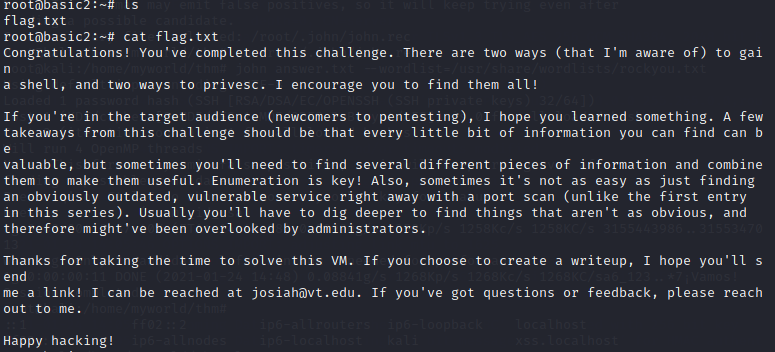 root@basic2:~# ls
flag.txt
root@basic2:~# cat flag.txt
Congratulations! You've completed this challenge. There are two ways (that I'm aware of) to gai
n
a shell, and two ways to privesc. I encourage you to find them all!
If you're in the target audience (newcomers to pentesting), I hope you learned something. A few
takeaways from this challenge should be that every little bit of information you can find can b
e
valuable, but sometimes you'll need to find several different pieces of information and combine
them to make them useful. Enumeration is key! Also, sometimes it's not as easy as just finding
an obviously outdated, vulnerable service right away with a port scan (unlike the first entry
in this series). Usually you'll have to dig deeper to find things that aren't as obvious, and
therefore might've been overlooked by administrators.
Thanks for taking the time to solve this VM. If you choose to create a writeup, I hope you'll s
end
me a link! I can be reached at josiah@vt.edu. If you've got questions or feedback, please reach
out to me.
Happy hacking!